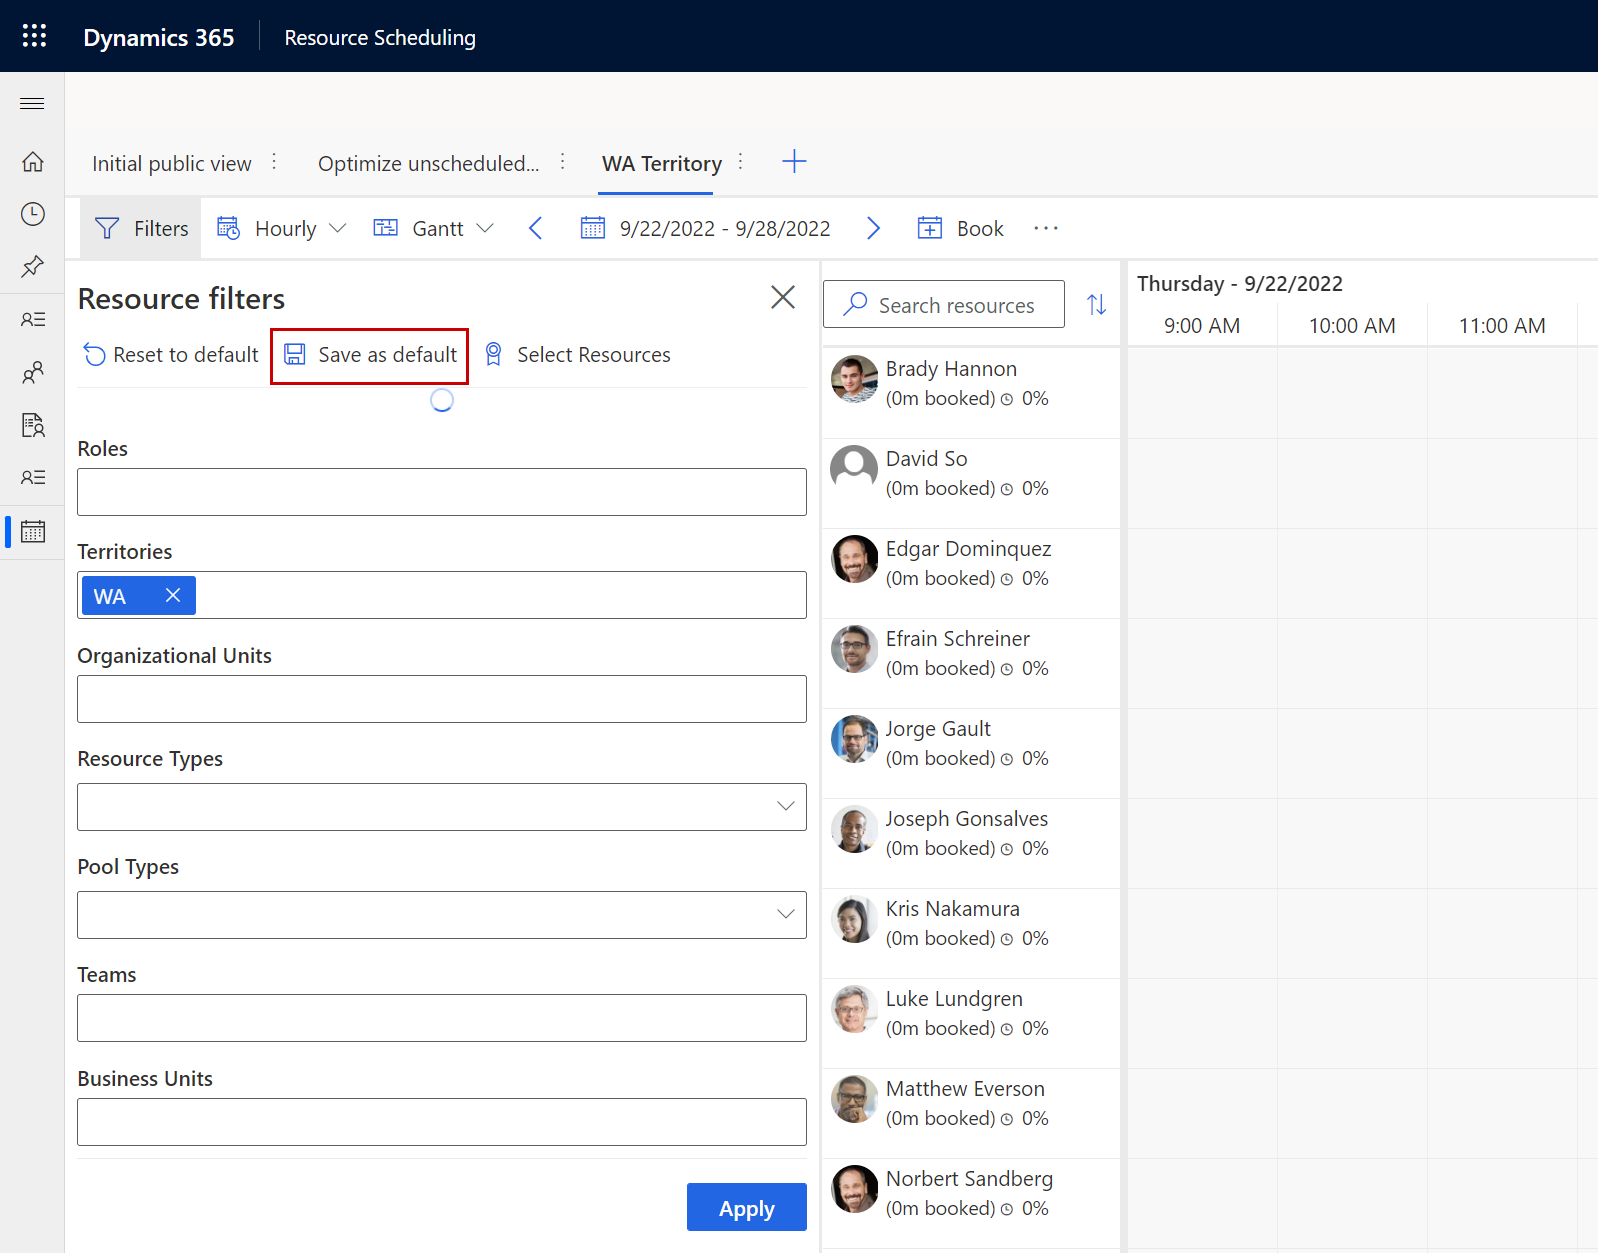 Dynamics 365
Resource Scheduling
Initial public view
Optimize unscheduled...
WA Territory
Filters
Hourly
Gantt
9/22/2022 - 9/28/2022
Book
Resource filters
Reset to default
Save as default
Select Resources
Roles
Territories
WA
Organizational Units
Resource Types
Pool Types
Teams
Business Units
Apply
Search resources
Brady Hannon
(0m booked) 0%
David So
(0m booked) 0%
Edgar Dominquez
(0m booked) 0%
Efrain Schreiner
(0m booked) 0%
Jorge Gault
(0m booked) 0%
Joseph Gonsalves
(0m booked) 0%
Kris Nakamura
(0m booked) 0%
Luke Lundgren
(0m booked) 0%
Matthew Everson
(0m booked) 0%
Norbert Sandberg
(0m booked) 0%
Thursday - 9/22/2022
9:00 AM
10:00 AM
11:00 AM